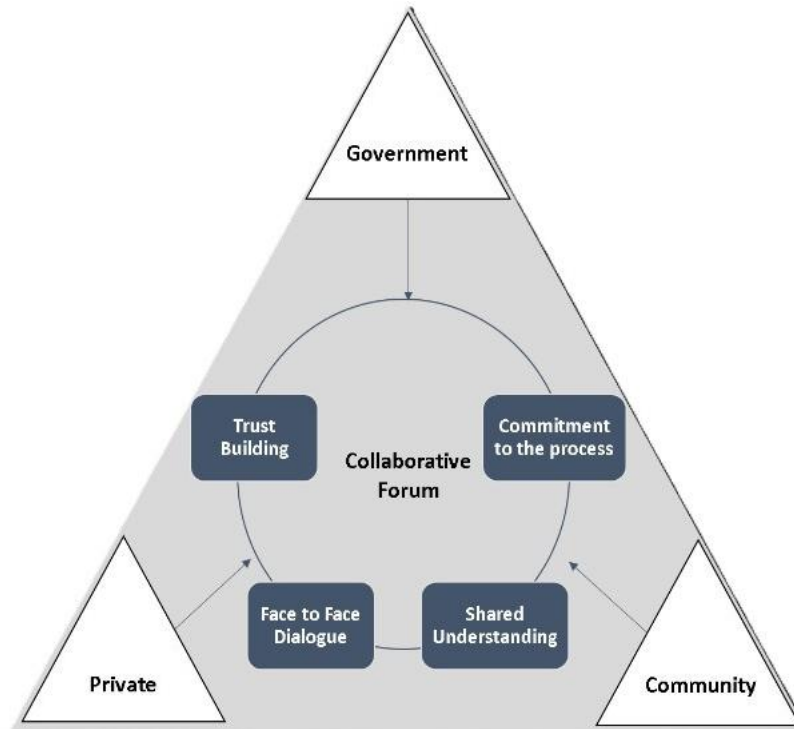 Government
Trust
Building
Commitment
to the process
Collaborative
Forum
Face to Face
Dialogue
Shared
Understanding
Private
Community